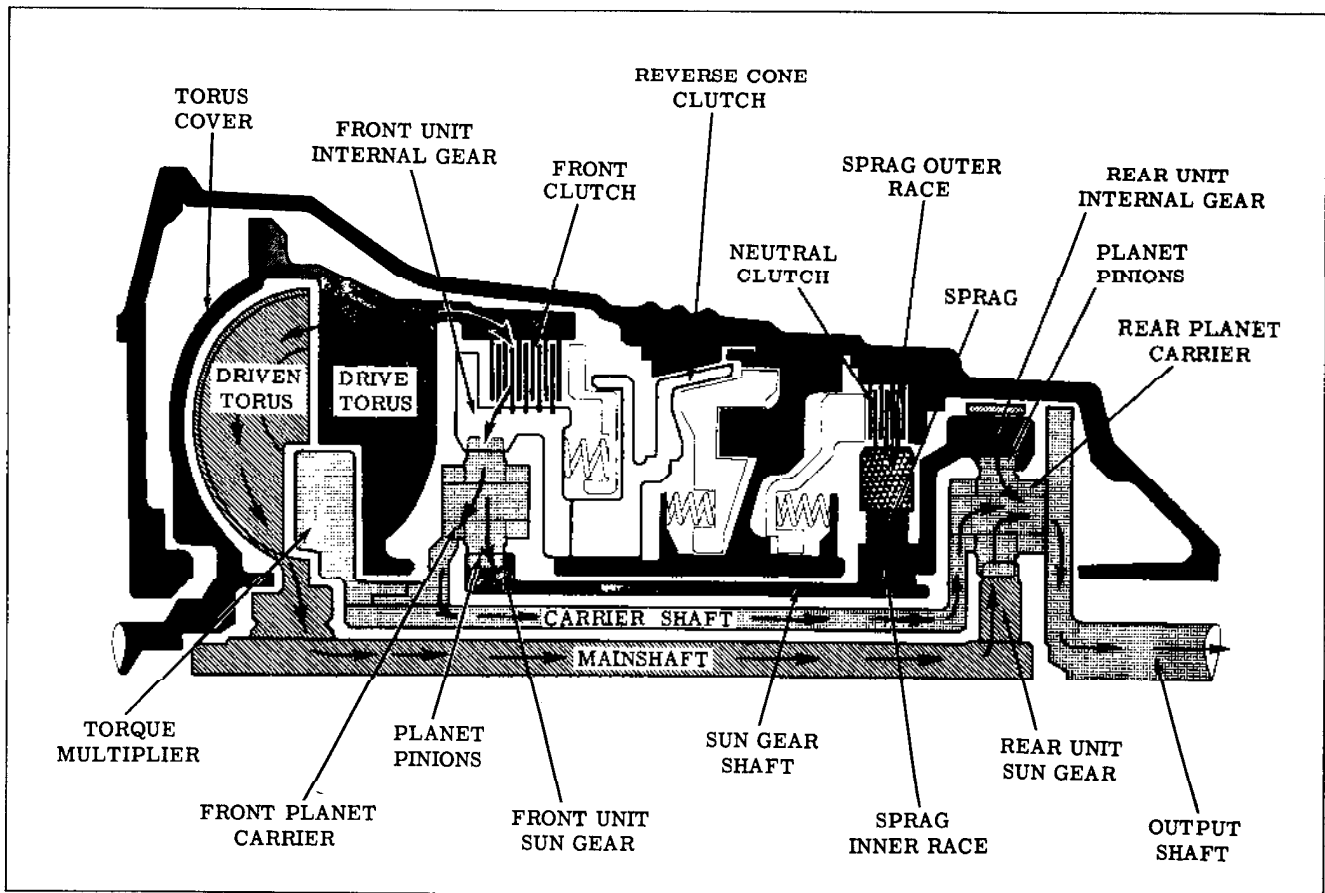 REVERSE CONE
CLUTCH
TORUS
COVER
FRONT UNIT
INTERNAL GEAR
FRONT
CLUTCH
SPRAG OUTER
RACE
REAR UNIT
INTERNAL GEAR
NEUTRAL
CLUTCH
PLANET
PINIONS
SPRAG
REAR PLANET
CARRIER
DRIVEN
TORUS
DRIVE
TORUS
CARRIER SHAFT
MAINSHAFT
TORQUE
MULTIPLIER
PLANET
PINIONS
SUN GEAR
SHAFT
REAR UNIT
SUN GEAR
FRONT PLANET
CARRIER
FRONT UNIT
SUN GEAR
SPRAG
INNER RACE
OUTPUT
SHAFT